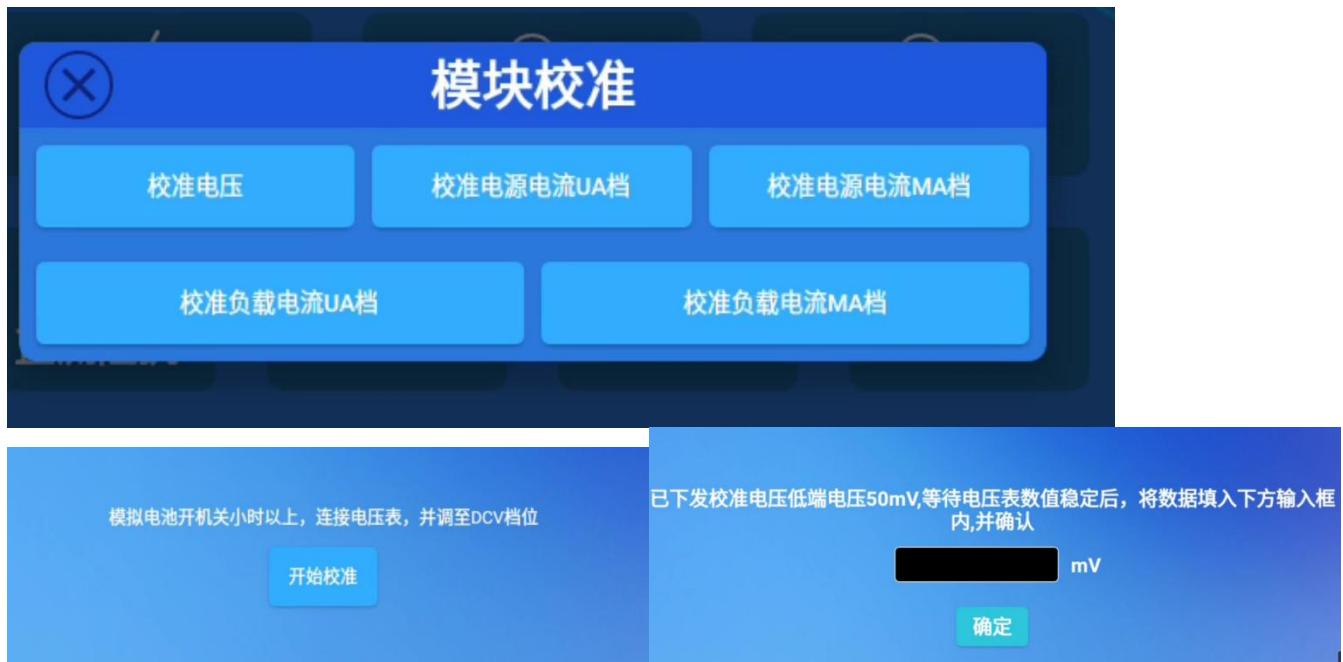 模块校准
校准电压
校准电源电流UA档
校准电源电流MA档
校准负载电流UA档
校准负载电流MA档
模拟电池开机关小时以上，连接电压表，并调至DCV档位
开始校准
已下发校准电压低端电压50mV,等待电压表数值稳定后，将数据填入下方输入框
内,并确认
mV
确定